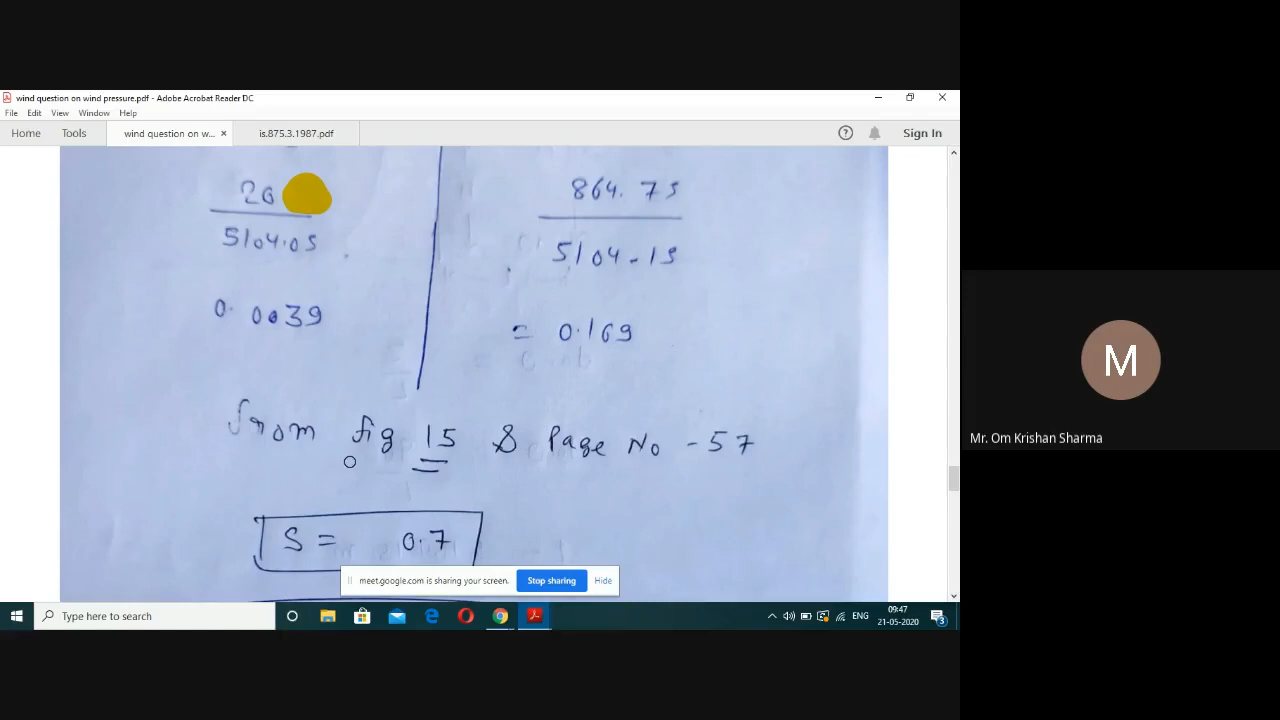 wind question on wind pressure.pdf - Adobe Acrobat Reader DC
File Edit View Window Help
Home Tools wind question on w... × is.875.3.1987.pdf Sign In
20
5104.05
0.0039
864.75
5104.15
= 0.169
from fig 15 & Page No - 57
S = 0.7
meet.google.com is sharing your screen. Stop sharing Hide
Type here to search
ENG
09:47
21-05-2020
3
M
Mr. Om Krishan Sharma